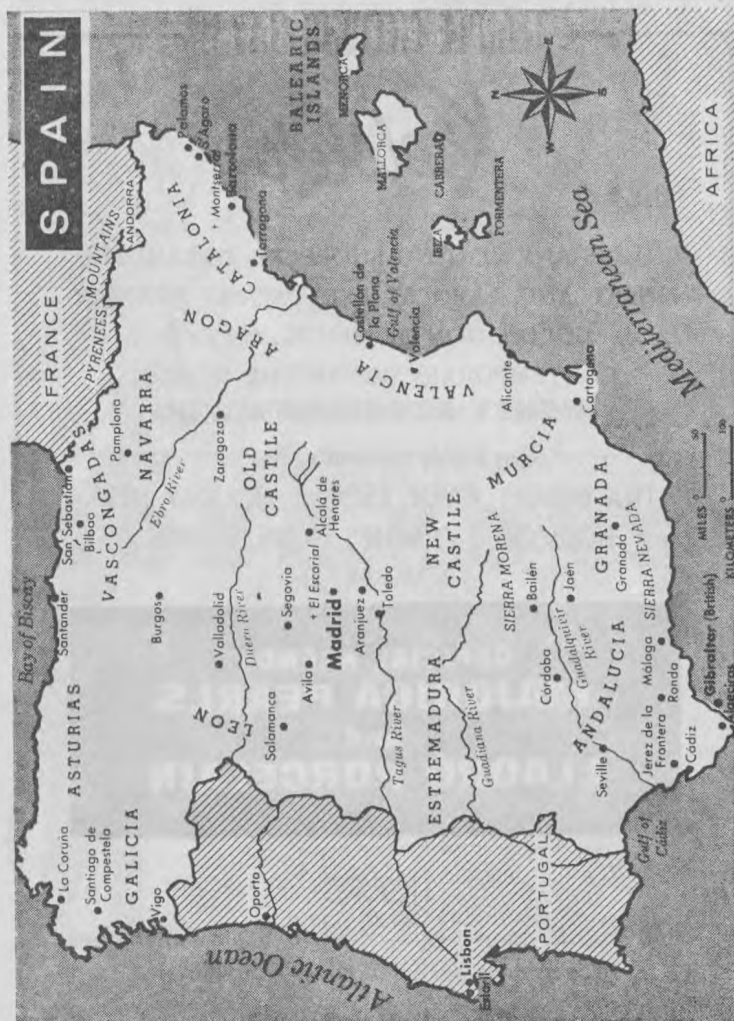 SPAIN
FRANCE
PYRENEES MOUNTAINS
ANDORRA
Bay of Biscay
Santander
San Sebastián
Bilbao
VASCONGADAS
Pamplona
NAVARRA
ASTURIAS
La Coruña
Santiago de
Compestela
GALICIA
Vigo
Burgos
Ebro River
Zaragoza
ARAGON
CATALONIA
Palamos
S'Agaro
+ Montserrat
Barcelona
Tarragona
BALEARIC
ISLANDS
MENORCA
MALLORCA
CABRERA
IBIZA
FORMENTERA
N
E
S
W
LEON
Valladolid
Duero River
OLD
CASTILE
Salamanca
Segovia
Avila
+ El Escorial
Alcalá de
Henares
Madrid
Aranjuez
Toledo
Castellón de
la Plana
Gulf of Valencia
Valencia
VALENCIA
Oporto
Atlantic Ocean
Tagus River
ESTREMADURA
Guadiana River
NEW
CASTILE
Alicante
MURCIA
Cartagena
Mediterranean Sea
Lisbon
Estoril
PORTUGAL
SIERRA MORENA
Bailén
Córdoba
Jaen
Guadalquivir
River
ANDALUCIA
Seville
GRANADA
Granada
SIERRA NEVADA
Jerez de la
Frontera
Cádiz
Málaga
Ronda
Gibraltar (British)
Algeciras
Gulf of
Cádiz
AFRICA
MILES
50
KILOMETERS
100